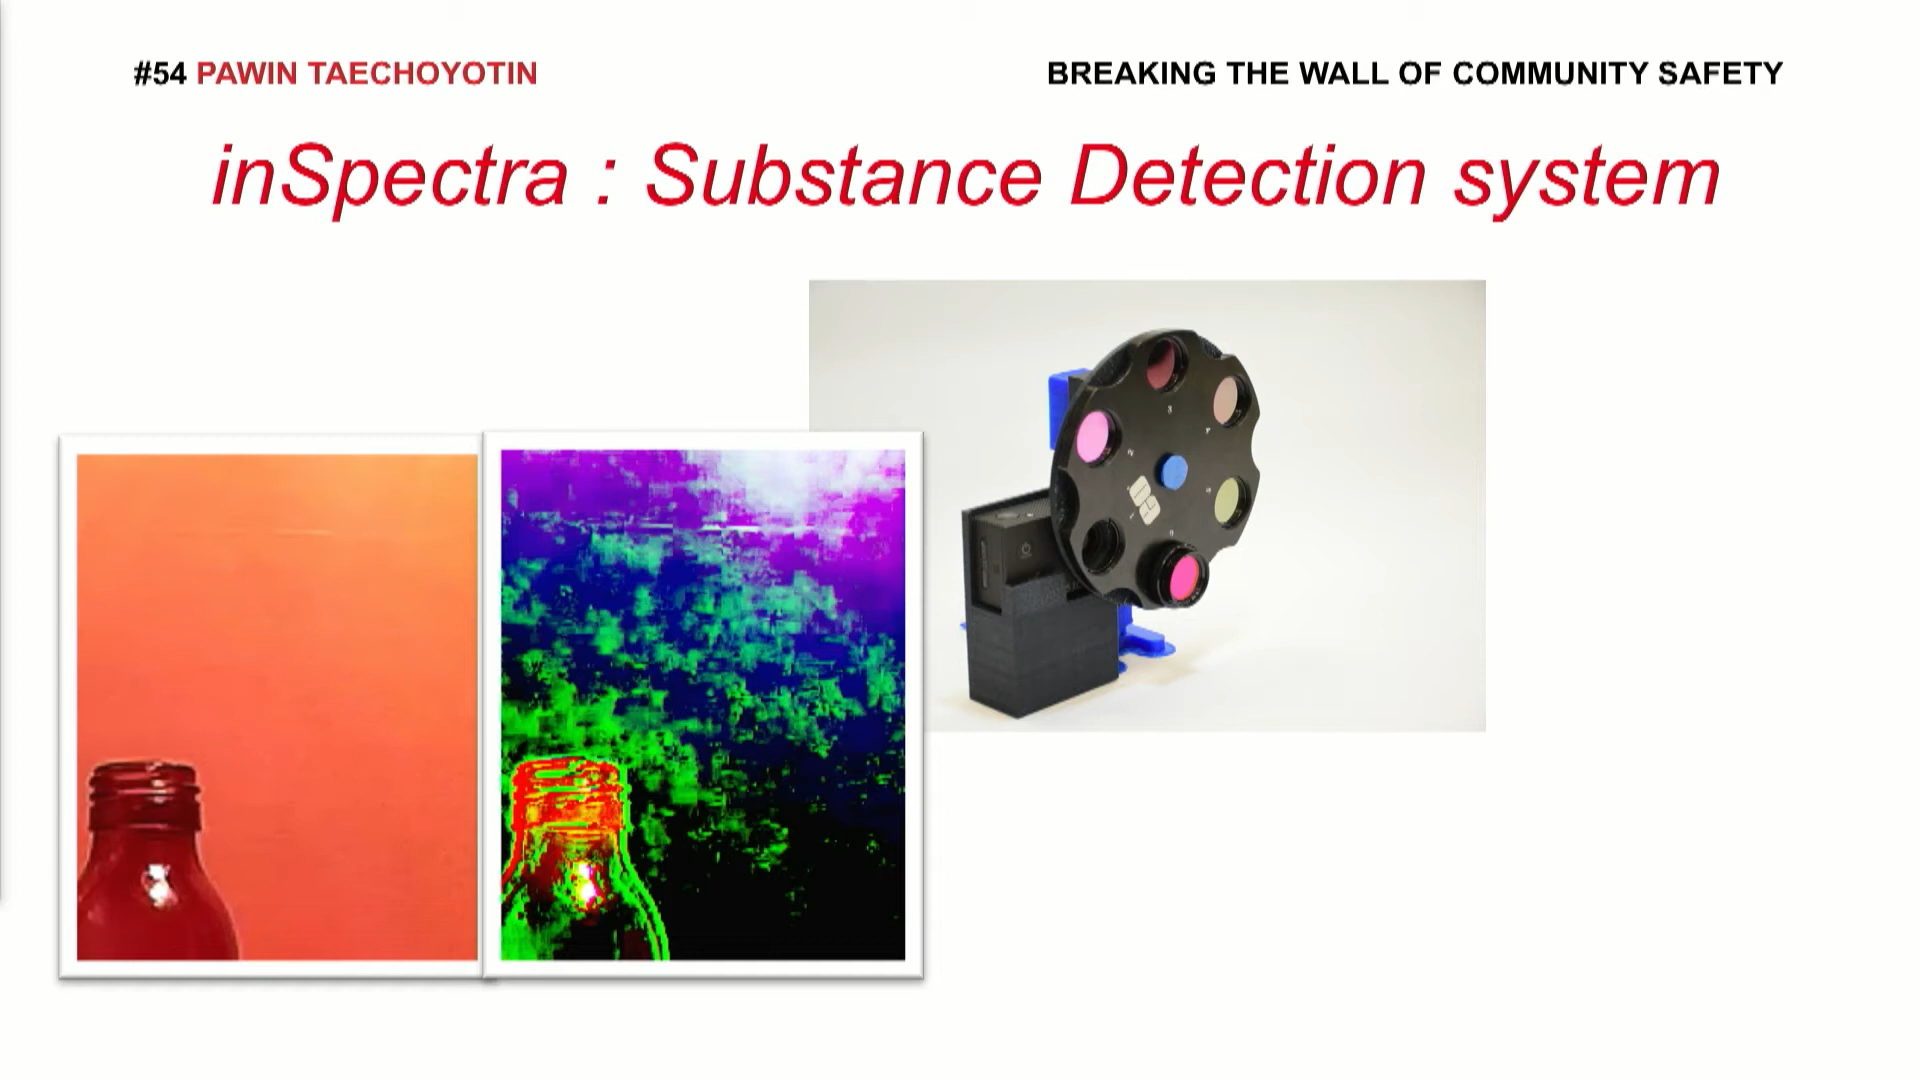 #54 PAWIN TAECHOYOTIN
BREAKING THE WALL OF COMMUNITY SAFETY
inSpectra : Substance Detection system